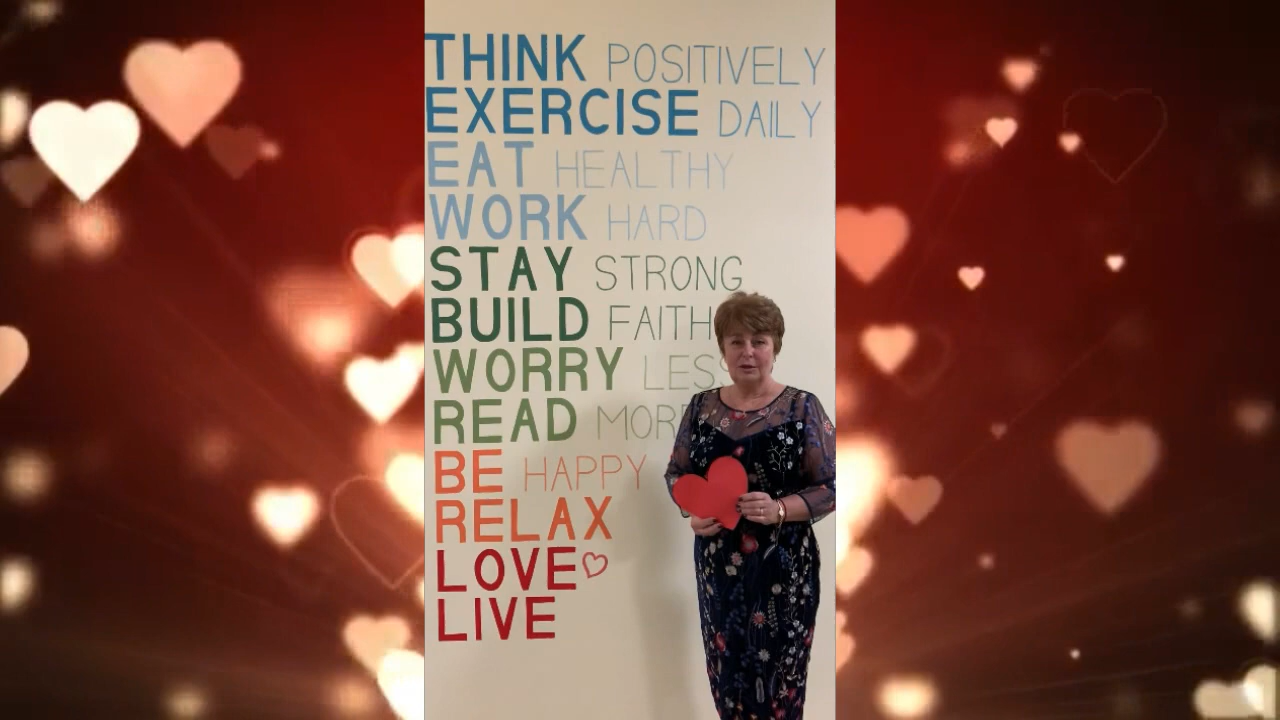 THINK POSITIVELY
EXERCISE DAILY
EAT HEALTHY
WORK HARD
STAY STRONG
BUILD FAITH
WORRY LESS
READ MORE
BE HAPPY
RELAX
LOVE
LIVE